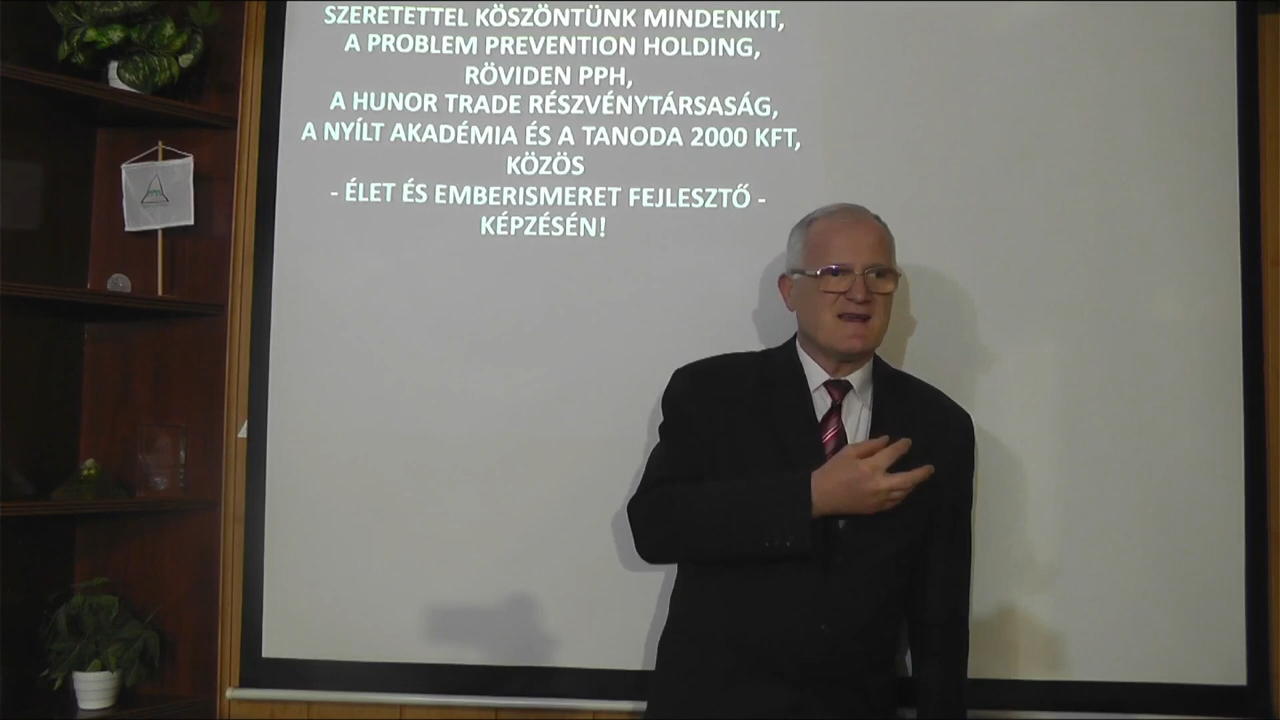 SZERETETTEL KÖSZÖNTÜNK MINDENKIT,
A PROBLEM PREVENTION HOLDING,
RÖVIDEN PPH,
A HUNOR TRADE RÉSZVÉNYTÁRSASÁG,
A NYÍLT AKADÉMIA ÉS A TANODA 2000 KFT,
KÖZÖS
- ÉLET ÉS EMBERISMERET FEJLESZTŐ -
KÉPZÉSÉN!